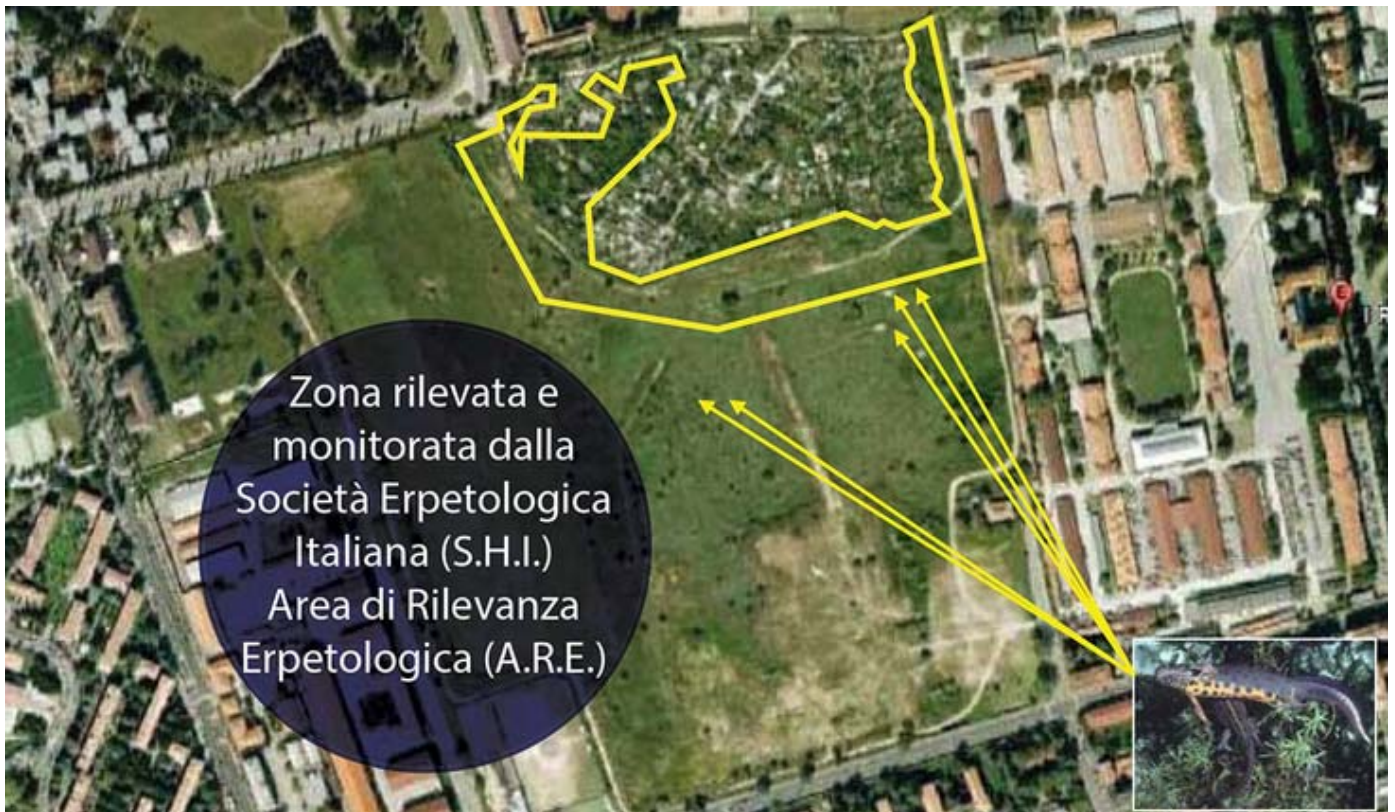 Zona rilevata e
monitorata dalla
Società Erpetologica
Italiana (S.H.I.)
Area di Rilevanza
Erpetologica (A.R.E.)
E